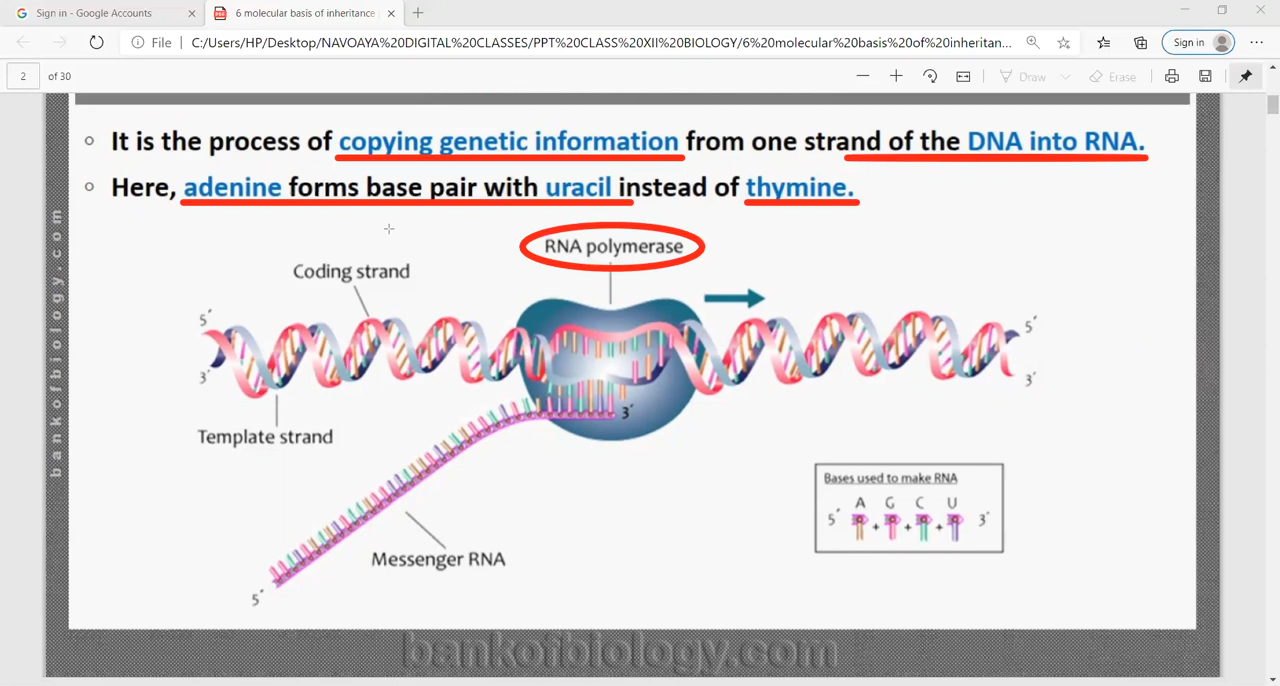 Sign in - Google Accounts
6 molecular basis of inheritance
File
C:/Users/HP/Desktop/NAVOAYA%20DIGITAL%20CLASSES/PPT%20CLASS%20XII%20BIOLOGY/6%20molecular%20basis%20of%20inheritan...
Sign in
2 of 30
Draw
Erase
It is the process of copying genetic information from one strand of the DNA into RNA.
Here, adenine forms base pair with uracil instead of thymine.
RNA polymerase
Coding strand
5´
5´
3´
3´
3´
Template strand
Bases used to make RNA
A G C U
5´ + + + 3´
Messenger RNA
5´
bankofbiology.com
bankofbiology.com